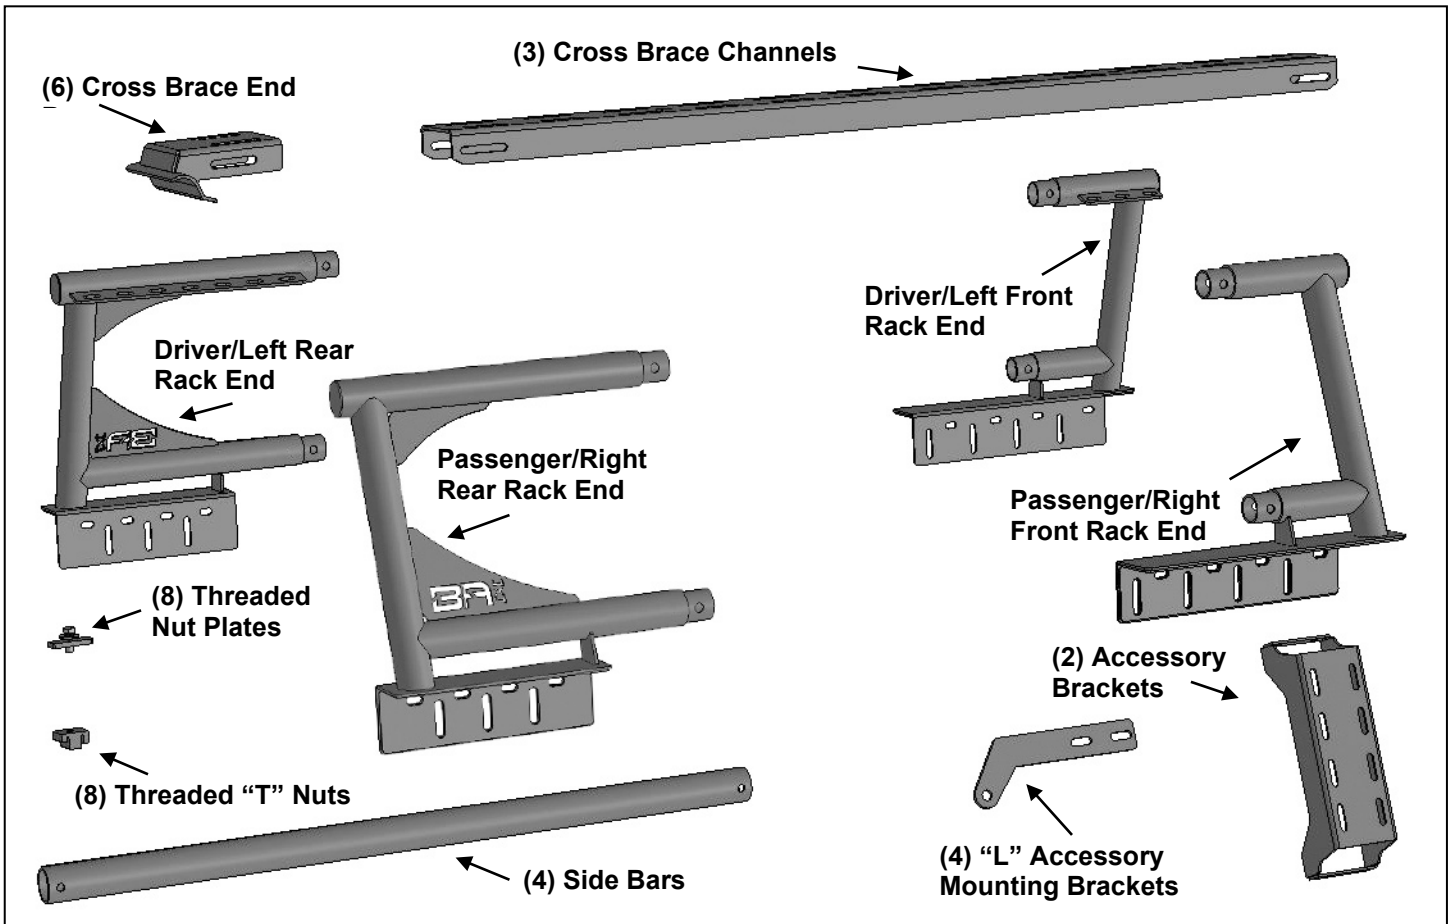 (3) Cross Brace Channels
(6) Cross Brace End
Driver/Left Front
Rack End
Driver/Left Rear
Rack End
Passenger/Right
Rear Rack End
Passenger/Right
Front Rack End
(8) Threaded
Nut Plates
(2) Accessory
Brackets
(8) Threaded “T” Nuts
(4) Side Bars
(4) “L” Accessory
Mounting Brackets